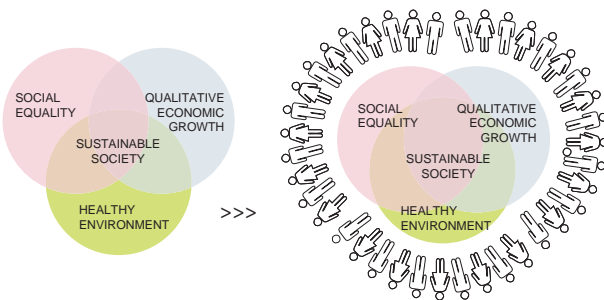 SOCIAL
EQUALITY
QUALITATIVE
ECONOMIC
GROWTH
SUSTAINABLE
SOCIETY
HEALTHY
ENVIRONMENT
>>>
SOCIAL
EQUALITY
QUALITATIVE
ECONOMIC
GROWTH
SUSTAINABLE
SOCIETY
HEALTHY
ENVIRONMENT